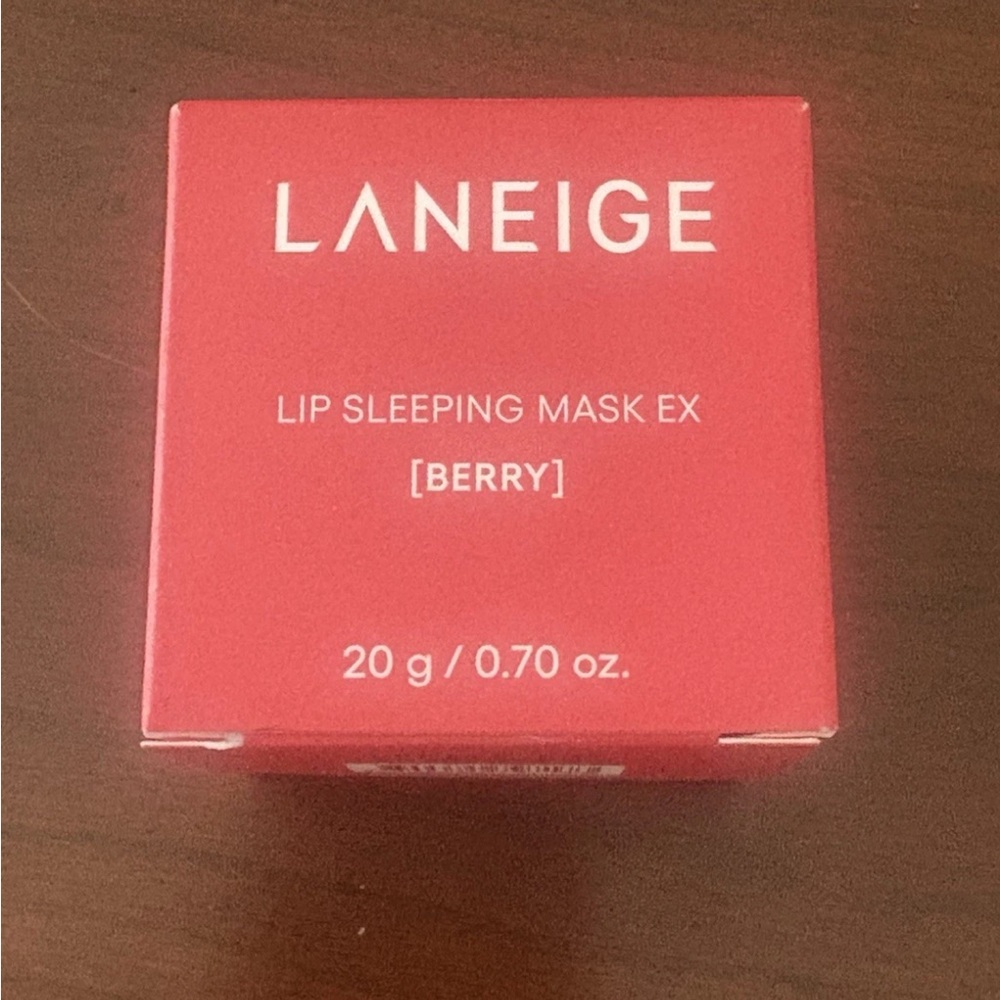 LANEIGE
LIP SLEEPING MASK EX
[BERRY]
20 g / 0.70 oz.